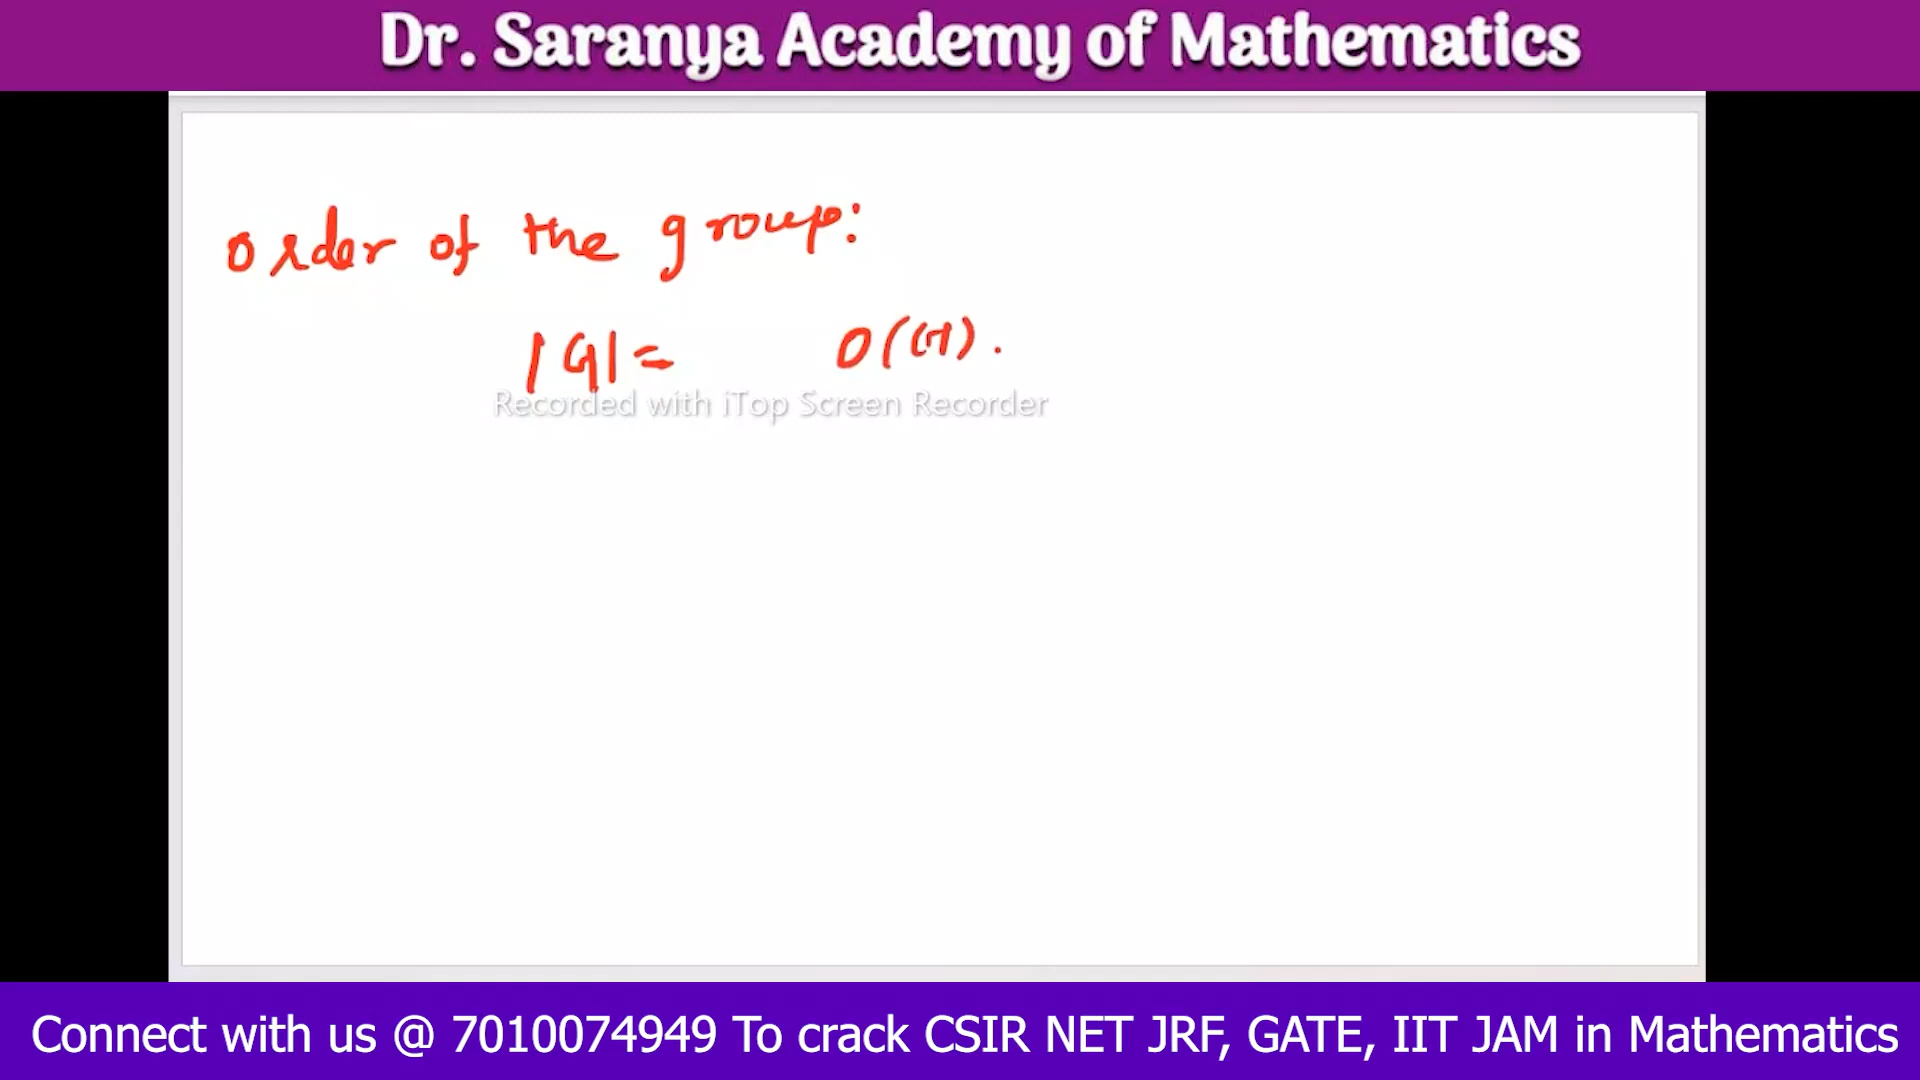 Dr. Saranya Academy of Mathematics
order of the group:
|G| = O(G).
Recorded with iTop Screen Recorder
Connect with us @ 7010074949 To crack CSIR NET JRF, GATE, IIT JAM in Mathematics